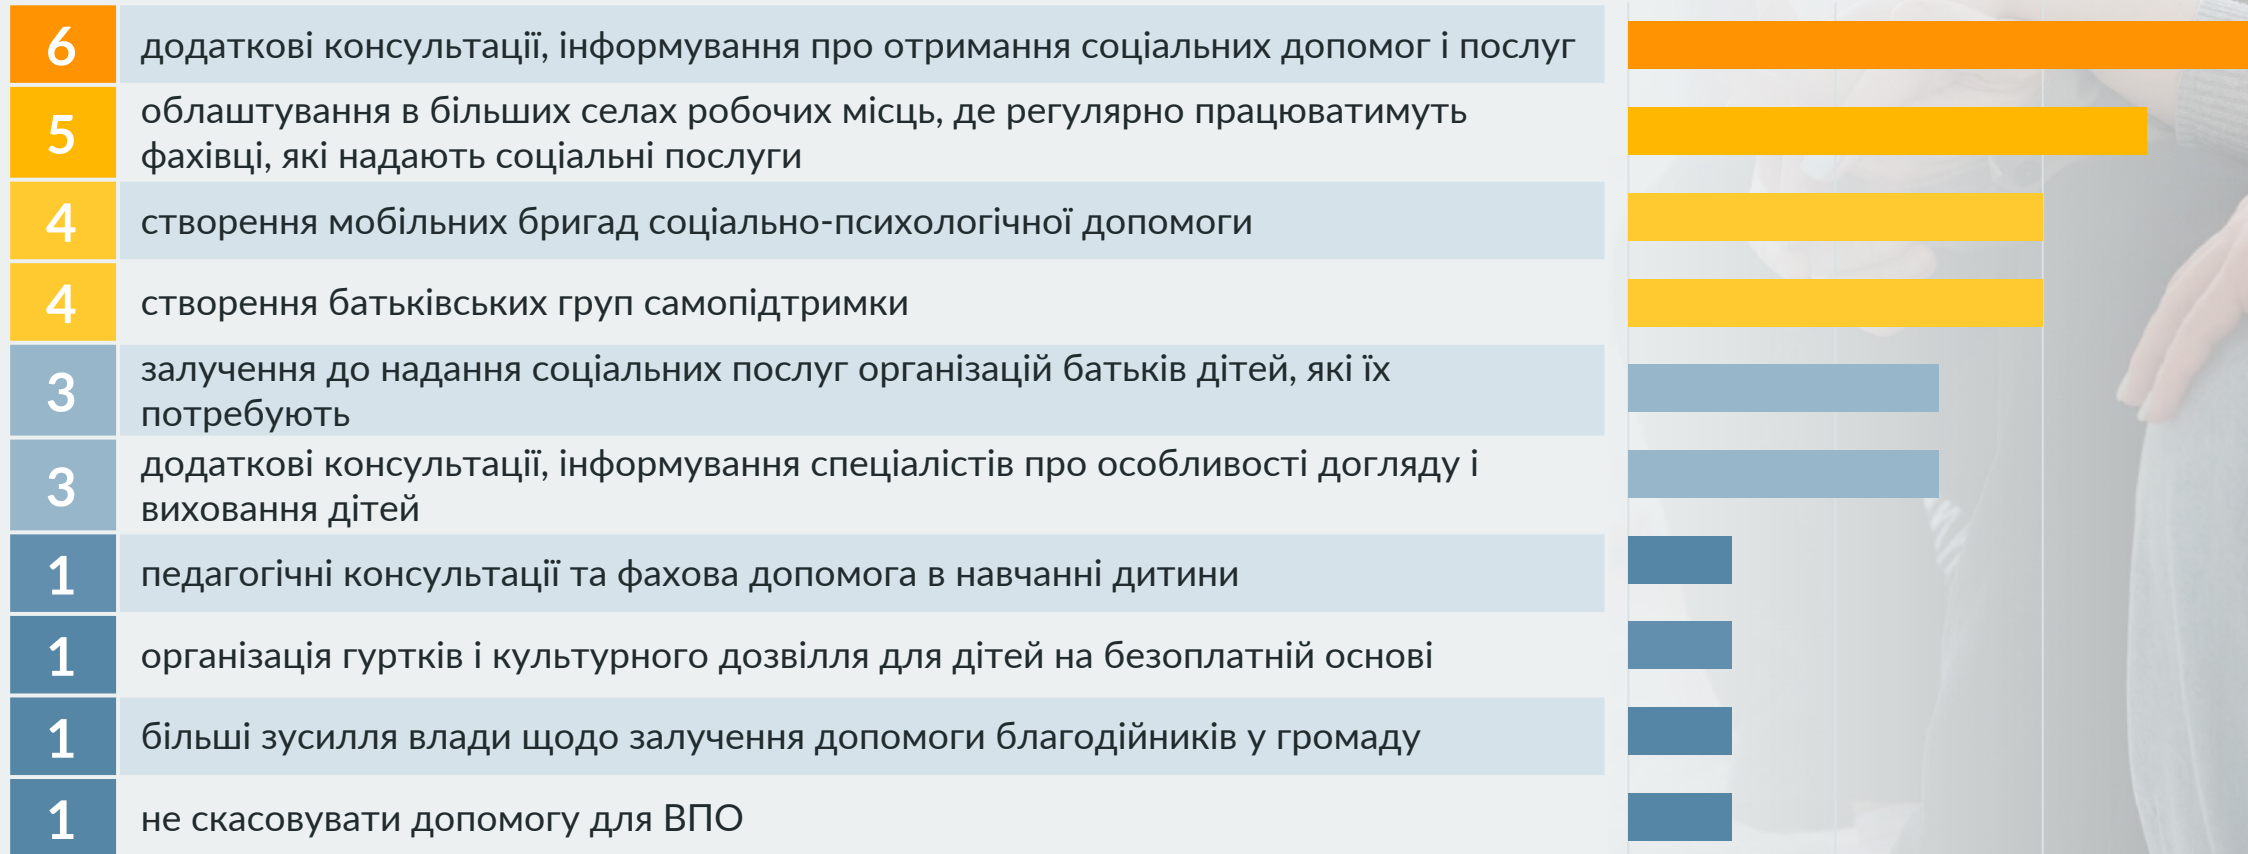 6 додаткові консультації, інформування про отримання соціальних допомог і послуг
5 облаштування в більших селах робочих місць, де регулярно працюватимуть
фахівці, які надають соціальні послуги
4 створення мобільних бригад соціально-психологічної допомоги
4 створення батьківських груп самопідтримки
3 залучення до надання соціальних послуг організацій батьків дітей, які їх
потребують
3 додаткові консультації, інформування спеціалістів про особливості догляду і
виховання дітей
1 педагогічні консультації та фахова допомога в навчанні дитини
1 організація гуртків і культурного дозвілля для дітей на безоплатній основі
1 більші зусилля влади щодо залучення допомоги благодійників у громаду
1 не скасовувати допомогу для ВПО